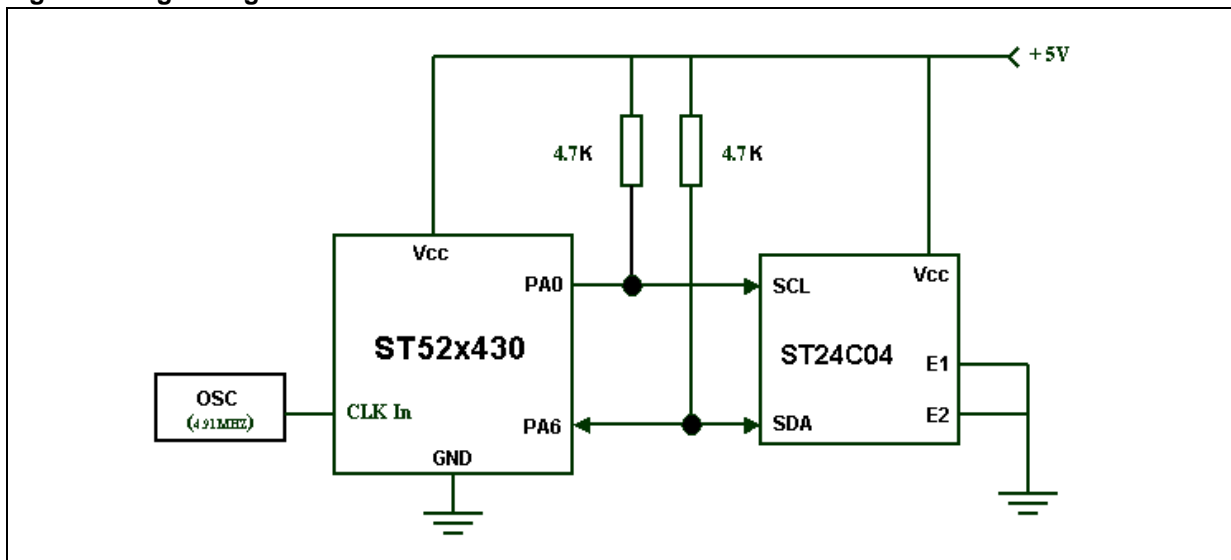 +5V
4.7K
4.7K
Vcc
Vcc
PA0
SCL
ST52x430
ST24C04
E1
OSC
(4.91MHZ)
CLK In
E2
PA6
SDA
GND